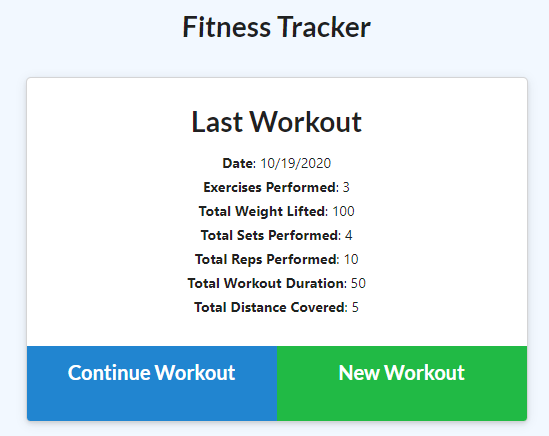 Fitness Tracker
Last Workout
Date: 10/19/2020
Exercises Performed: 3
Total Weight Lifted: 100
Total Sets Performed: 4
Total Reps Performed: 10
Total Workout Duration: 50
Total Distance Covered: 5
Continue Workout
New Workout